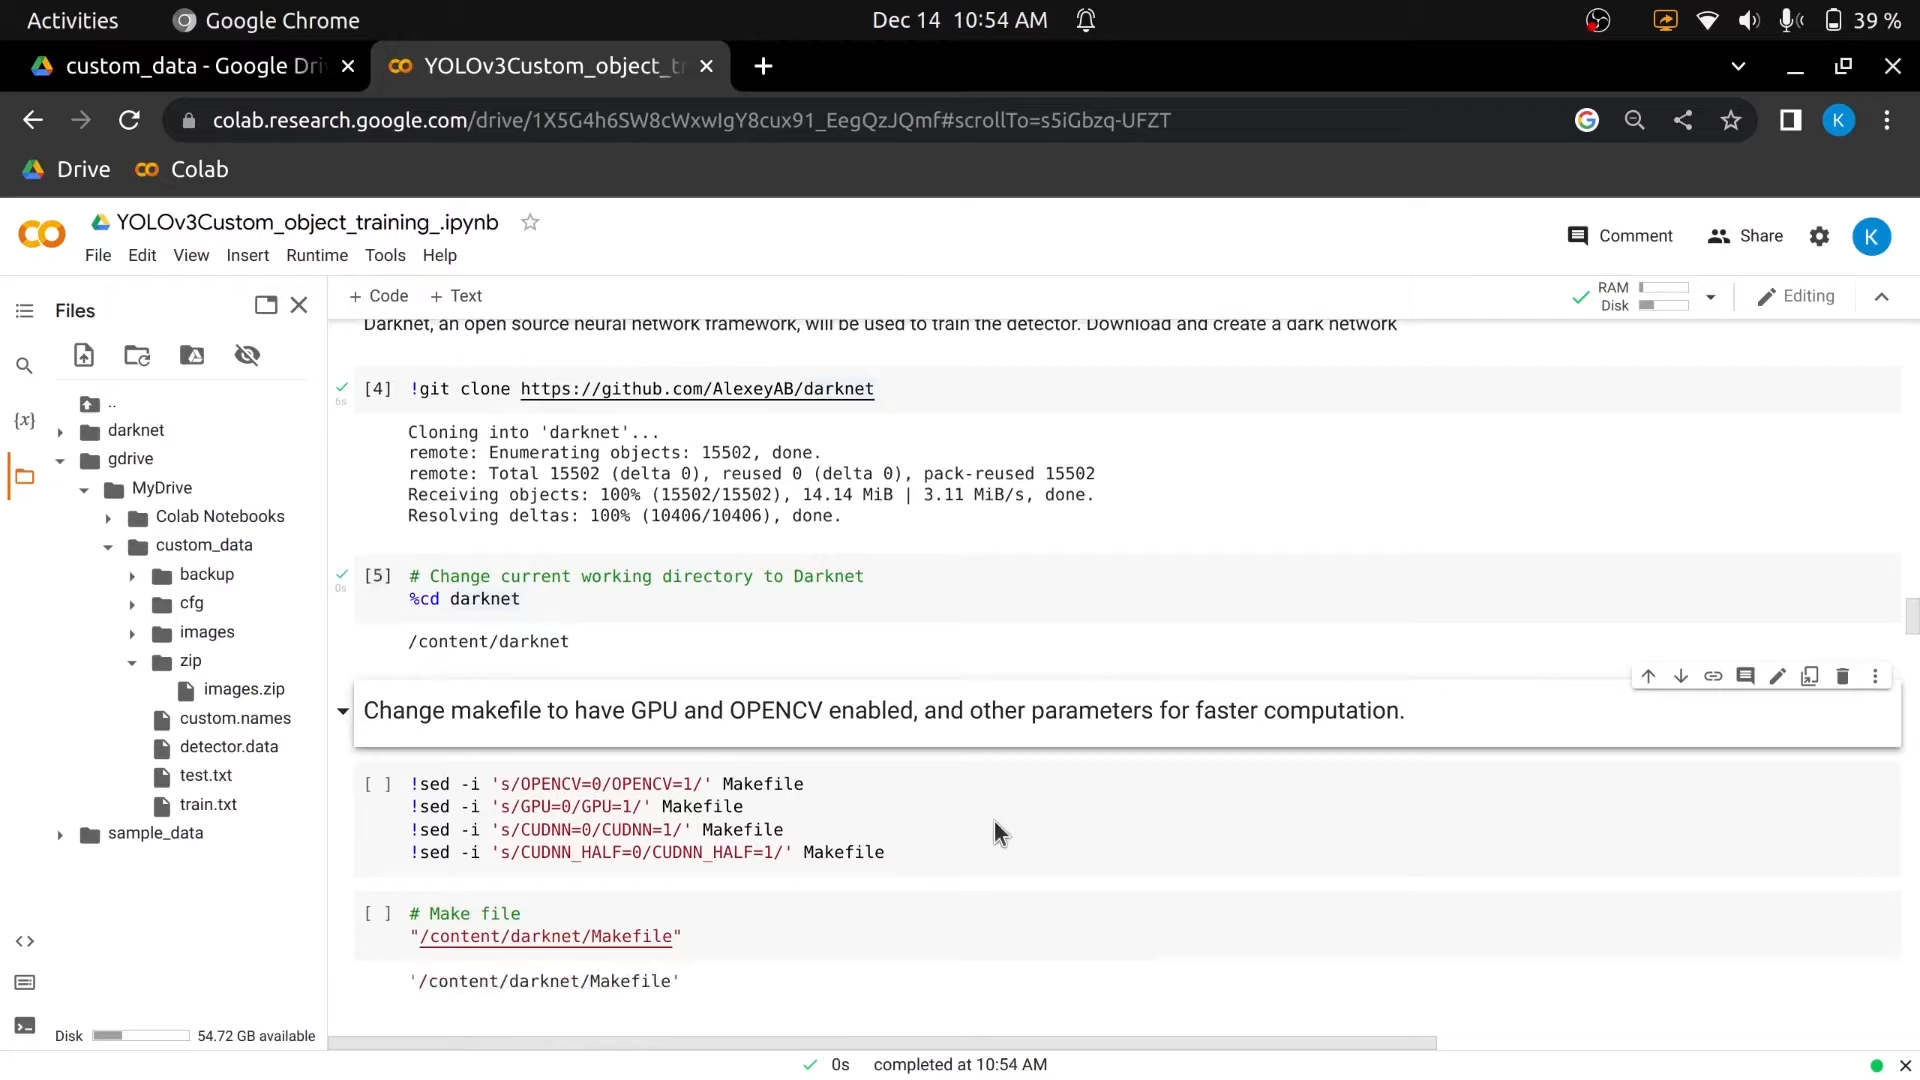 Activities
Google Chrome
Dec 14 10:54 AM
39 %
custom_data - Google Dri
YOLOv3Custom_object_tr
colab.research.google.com/drive/1X5G4h6SW8cWxwIgY8cux91_EegQzJQmf#scrollTo=s5iGbzq-UFZT
K
Drive
Colab
YOLOv3Custom_object_training_.ipynb
File Edit View Insert Runtime Tools Help
Comment
Share
K
Files
+ Code + Text
RAM
Disk
Editing
..
darknet
gdrive
MyDrive
Colab Notebooks
custom_data
backup
cfg
images
zip
images.zip
custom.names
detector.data
test.txt
train.txt
sample_data
Disk
54.72 GB available
{x}
Darknet, an open source neural network framework, will be used to train the detector. Download and create a dark network
[4] !git clone https://github.com/AlexeyAB/darknet
6s
Cloning into 'darknet'...
remote: Enumerating objects: 15502, done.
remote: Total 15502 (delta 0), reused 0 (delta 0), pack-reused 15502
Receiving objects: 100% (15502/15502), 14.14 MiB | 3.11 MiB/s, done.
Resolving deltas: 100% (10406/10406), done.
[5] # Change current working directory to Darknet
0s
%cd darknet
/content/darknet
Change makefile to have GPU and OPENCV enabled, and other parameters for faster computation.
[ ] !sed -i 's/OPENCV=0/OPENCV=1/' Makefile
!sed -i 's/GPU=0/GPU=1/' Makefile
!sed -i 's/CUDNN=0/CUDNN=1/' Makefile
!sed -i 's/CUDNN_HALF=0/CUDNN_HALF=1/' Makefile
[ ] # Make file
"/content/darknet/Makefile"
'/content/darknet/Makefile'
0s completed at 10:54 AM